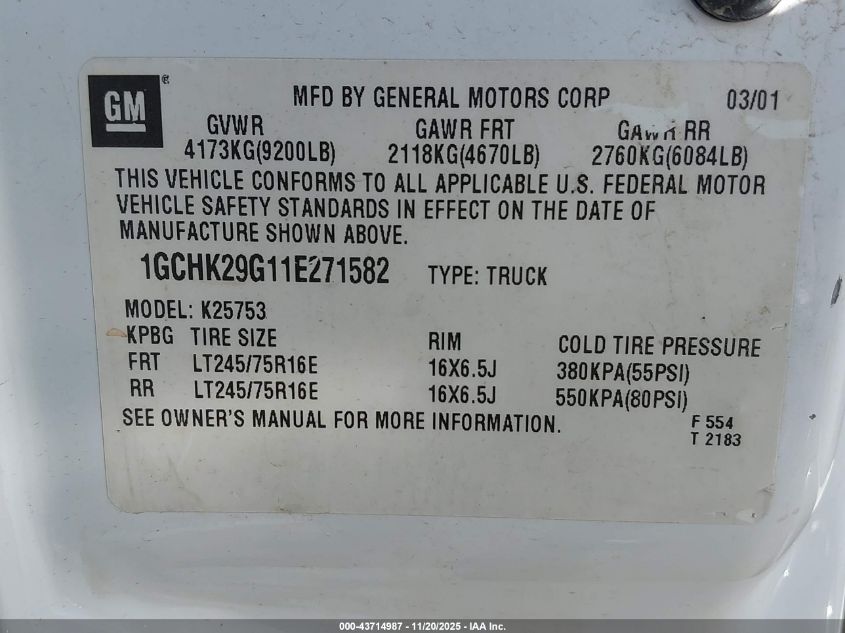 GM ®
MFD BY GENERAL MOTORS CORP 03/01
GVWR GAWR FRT GAWR RR
4173KG(9200LB) 2118KG(4670LB) 2760KG(6084LB)
THIS VEHICLE CONFORMS TO ALL APPLICABLE U.S. FEDERAL MOTOR
VEHICLE SAFETY STANDARDS IN EFFECT ON THE DATE OF
MANUFACTURE SHOWN ABOVE.
1GCHK29G11E271582 TYPE: TRUCK
MODEL: K25753
KPBG TIRE SIZE RIM COLD TIRE PRESSURE
FRT LT245/75R16E 16X6.5J 380KPA(55PSI)
RR LT245/75R16E 16X6.5J 550KPA(80PSI)
SEE OWNER'S MANUAL FOR MORE INFORMATION.
F 554
T 2183
000-43714987 - 11/20/2025 - IAA Inc.